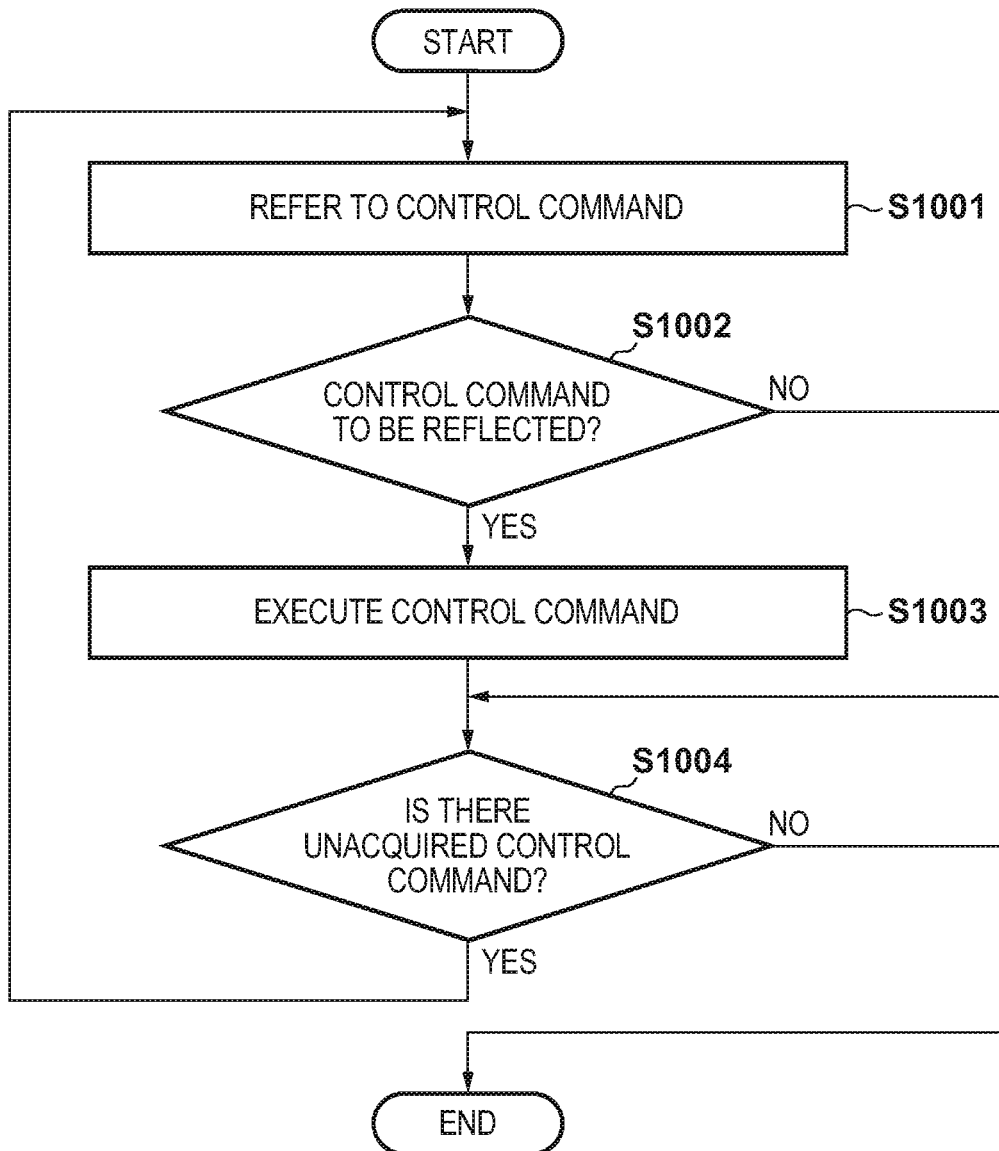 START
REFER TO CONTROL COMMAND
S1001
S1002
CONTROL COMMAND
TO BE REFLECTED?
NO
YES
EXECUTE CONTROL COMMAND
S1003
S1004
IS THERE
UNACQUIRED CONTROL
COMMAND?
NO
YES
END